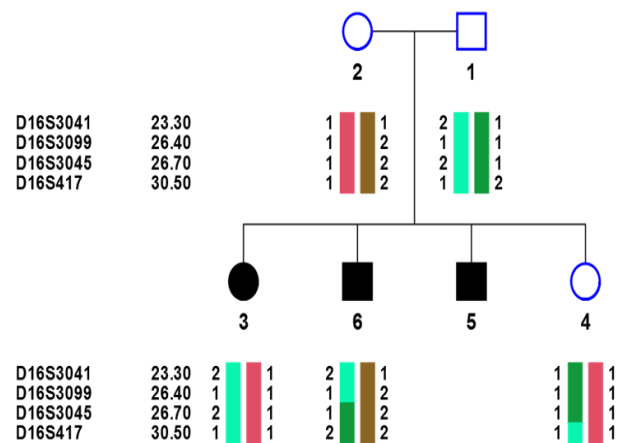 2 1
D16S3041 23.30 1 1 2 1
D16S3099 26.40 1 2 1 1
D16S3045 26.70 1 2 2 1
D16S417 30.50 1 2 1 2
3 6 5 4
D16S3041 23.30 2 1 2 1 1 1
D16S3099 26.40 1 1 1 2 1 1
D16S3045 26.70 2 1 1 2 1 1
D16S417 30.50 1 1 2 2 1 1